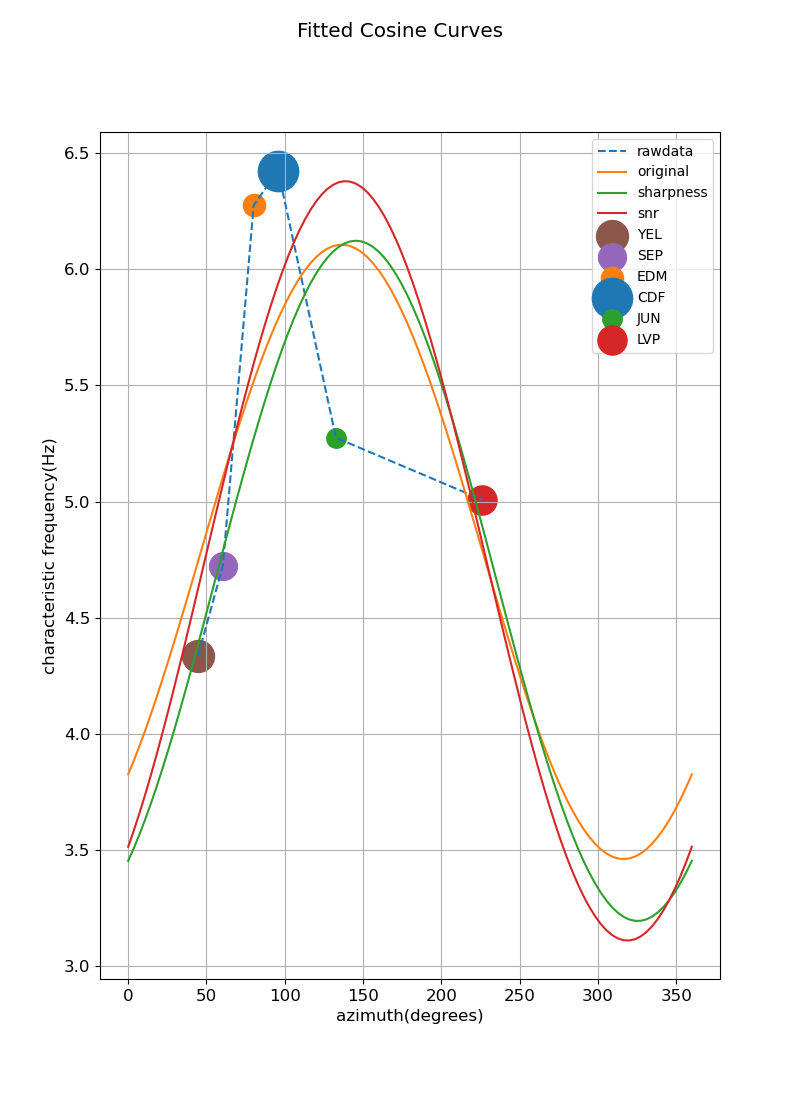 Fitted Cosine Curves
6.5
6.0
5.5
5.0
4.5
4.0
3.5
3.0
characteristic frequency(Hz)
rawdata
original
sharpness
snr
YEL
SEP
EDM
CDF
JUN
LVP
0 50 100 150 200 250 300 350
azimuth(degrees)